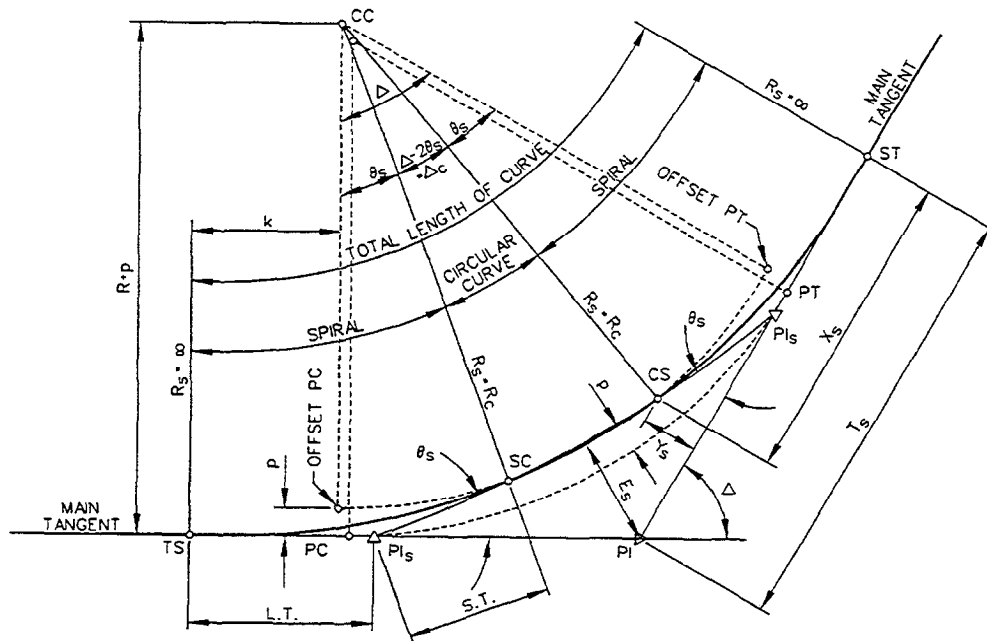 CC
R+p
Δ
θs
Δ-2θs
=Δc
θs
Rs=∞
MAIN
TANGENT
ST
SPIRAL
OFFSET PT
k
TOTAL LENGTH OF CURVE
CIRCULAR
CURVE
SPIRAL
Rs=∞
PT
θs
PIs
Xs
Ts
Rs=Rc
Rs=Rc
CS
p
OFFSET PC
p
θs
SC
Ys
Es
Δ
MAIN
TANGENT
TS
PC
PIs
PI
S.T.
L.T.